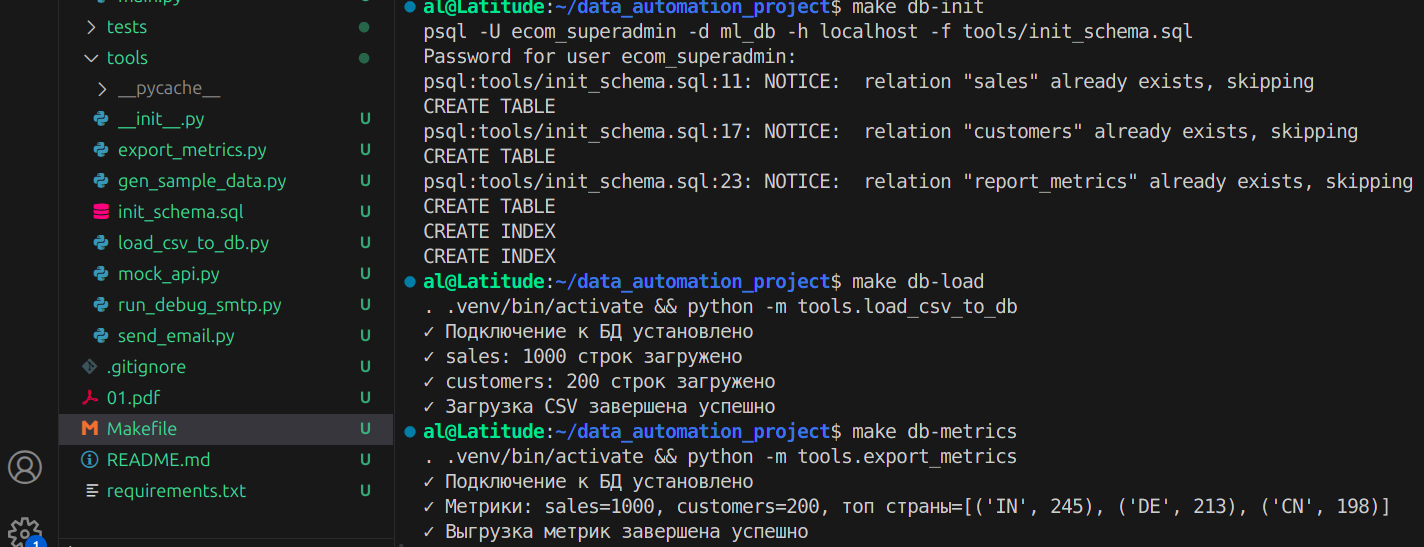 main.py
tests
tools
__pycache__
__init__.py U
export_metrics.py U
gen_sample_data.py U
init_schema.sql U
load_csv_to_db.py U
mock_api.py U
run_debug_smtp.py U
send_email.py U
.gitignore U
01.pdf U
Makefile U
README.md U
requirements.txt U
1
al@Latitude:~/data_automation_project$ make db-init
psql -U ecom_superadmin -d ml_db -h localhost -f tools/init_schema.sql
Password for user ecom_superadmin:
psql:tools/init_schema.sql:11: NOTICE:  relation "sales" already exists, skipping
CREATE TABLE
psql:tools/init_schema.sql:17: NOTICE:  relation "customers" already exists, skipping
CREATE TABLE
psql:tools/init_schema.sql:23: NOTICE:  relation "report_metrics" already exists, skipping
CREATE TABLE
CREATE INDEX
CREATE INDEX
al@Latitude:~/data_automation_project$ make db-load
. .venv/bin/activate && python -m tools.load_csv_to_db
✓ Подключение к БД установлено
✓ sales: 1000 строк загружено
✓ customers: 200 строк загружено
✓ Загрузка CSV завершена успешно
al@Latitude:~/data_automation_project$ make db-metrics
. .venv/bin/activate && python -m tools.export_metrics
✓ Подключение к БД установлено
✓ Метрики: sales=1000, customers=200, топ страны=[('IN', 245), ('DE', 213), ('CN', 198)]
✓ Выгрузка метрик завершена успешно